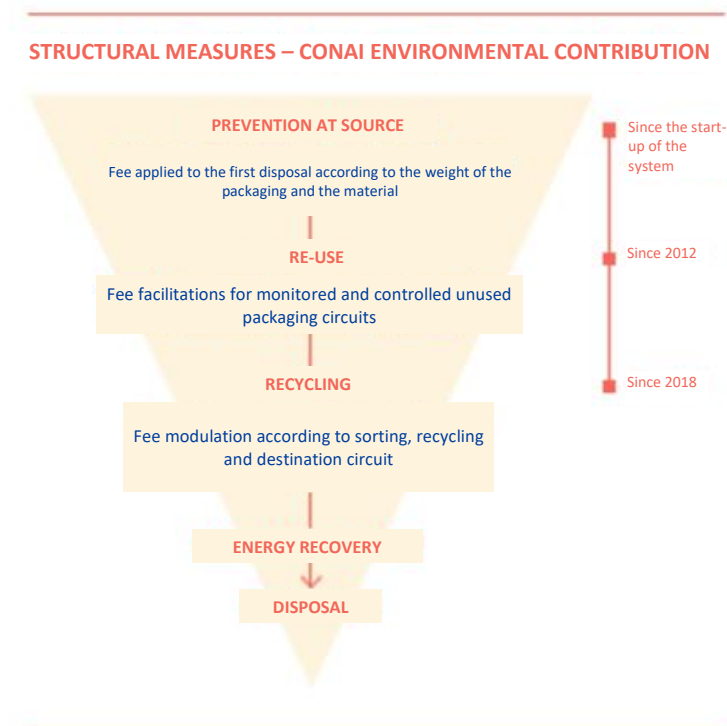 STRUCTURAL MEASURES – CONAI ENVIRONMENTAL CONTRIBUTION
PREVENTION AT SOURCE
Fee applied to the first disposal according to the weight of the
packaging and the material
Since the start-
up of the
system
RE-USE
Since 2012
Fee facilitations for monitored and controlled unused
packaging circuits
RECYCLING
Since 2018
Fee modulation according to sorting, recycling
and destination circuit
ENERGY RECOVERY
DISPOSAL